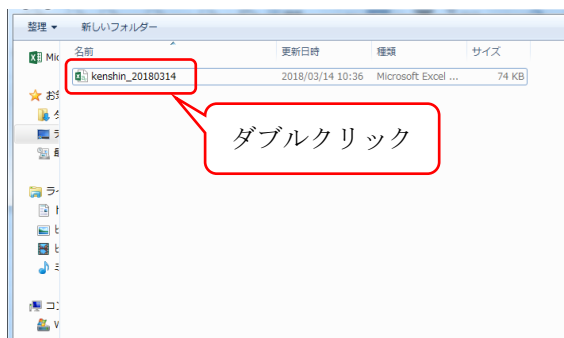 整理 ▼ 新しいフォルダー
名前 更新日時 種類 サイズ
kenshin_20180314 2018/03/14 10:36 Microsoft Excel ... 74 KB
ダブルクリック